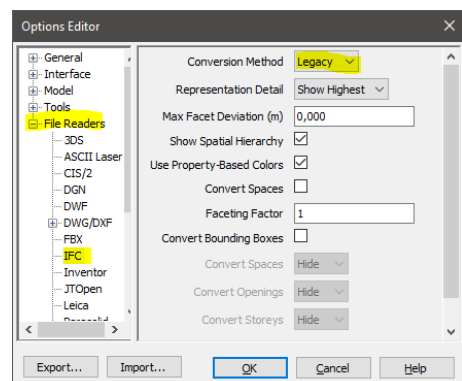 Options Editor
General
Interface
Model
Tools
File Readers
3DS
ASCII Laser
CIS/2
DGN
DWF
DWG/DXF
FBX
IFC
Inventor
JTOpen
Leica
Conversion Method Legacy
Representation Detail Show Highest
Max Facet Deviation (m) 0,000
Show Spatial Hierarchy
Use Property-Based Colors
Convert Spaces
Faceting Factor 1
Convert Bounding Boxes
Convert Spaces Hide
Convert Openings Hide
Convert Storeys Hide
Export... Import... OK Cancel Help